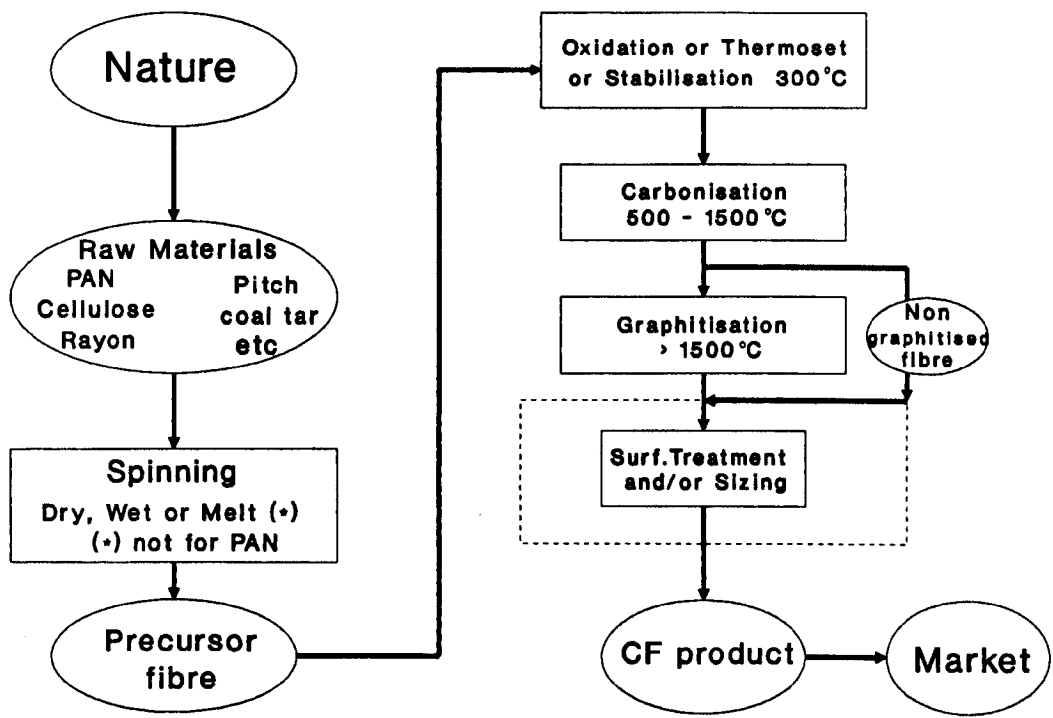 Nature
Raw Materials
PAN
Cellulose
Rayon
Pitch
coal tar
etc
Spinning
Dry, Wet or Melt (*)
(*) not for PAN
Precursor
fibre
Oxidation or Thermoset
or Stabilisation 300°C
Carbonisation
500 - 1500°C
Graphitisation
> 1500°C
Non
graphitised
fibre
Surf.Treatment
and/or Sizing
CF product
Market